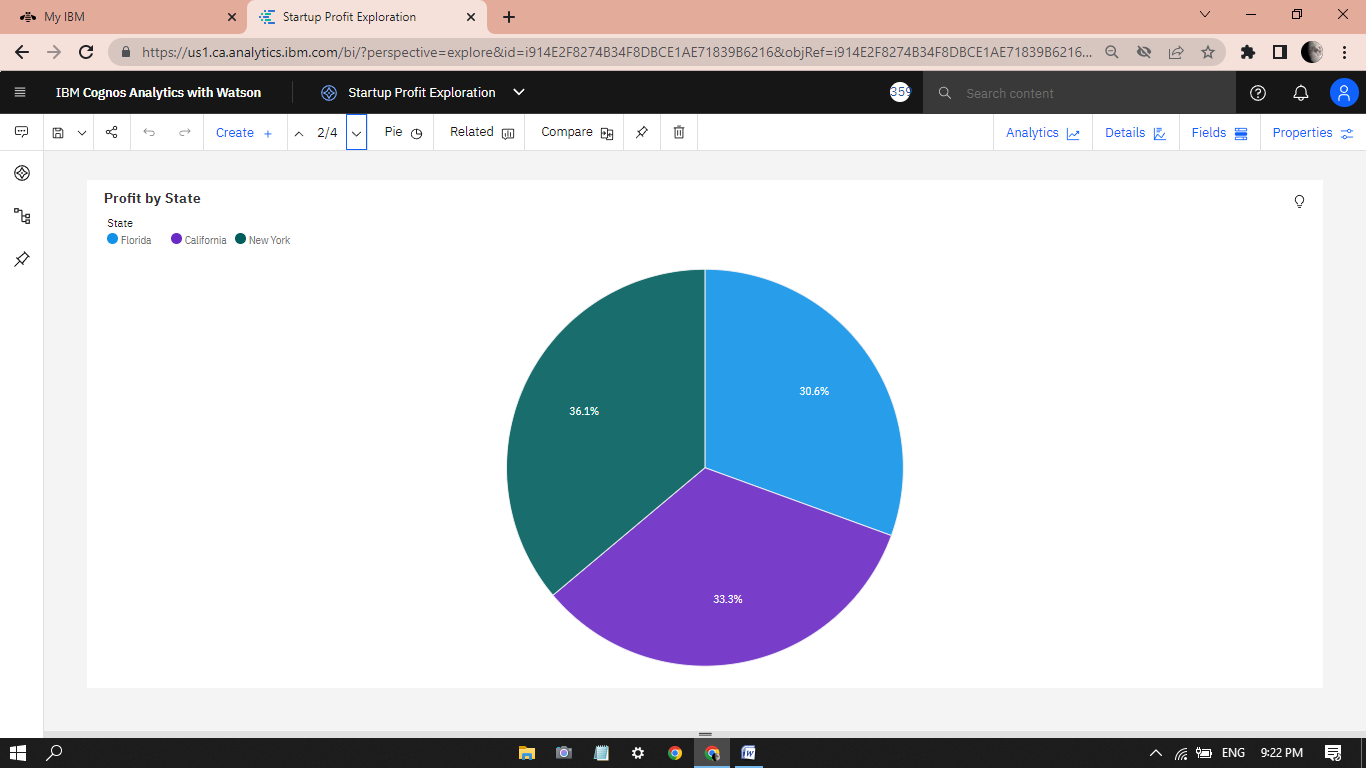 My IBM
Startup Profit Exploration
https://us1.ca.analytics.ibm.com/bi/?perspective=explore&id=i914E2F8274B34F8DBCE1AE71839B6216&objRef=i914E2F8274B34F8DBCE1AE71839B6216...
IBM Cognos Analytics with Watson
Startup Profit Exploration
359
Search content
Create +
2/4
Pie
Related
Compare
Analytics
Details
Fields
Properties
Profit by State
State
Florida California New York
30.6%
36.1%
33.3%
W
ENG
9:22 PM